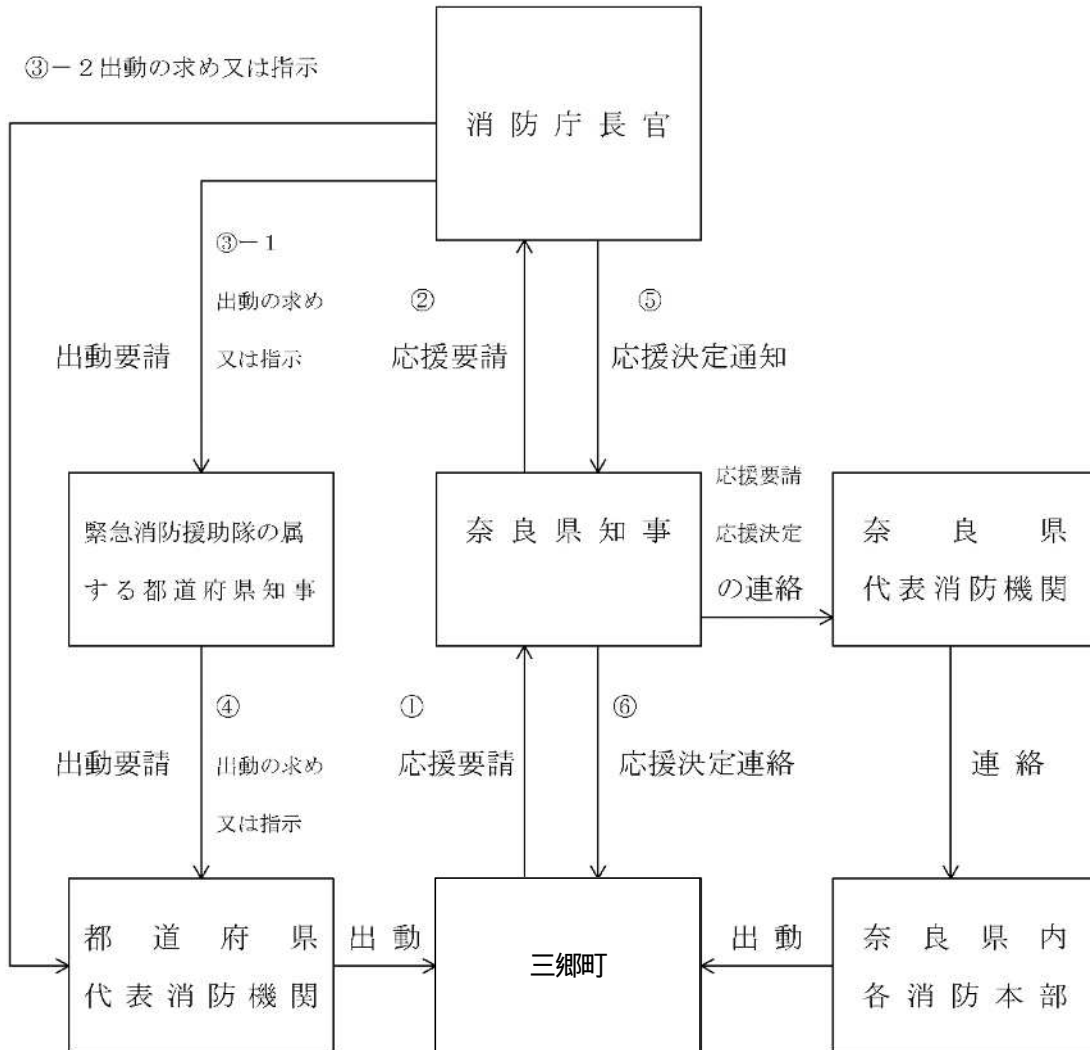 ③－２出動の求め又は指示
消防庁長官
③－１
出動の求め
又は指示
出動要請
②
応援要請
⑤
応援決定通知
緊急消防援助隊の属
する都道府県知事
奈良県知事
応援要請
応援決定
の連絡
奈良県
代表消防機関
④
出動要請
出動の求め
又は指示
①
応援要請
⑥
応援決定連絡
連絡
都道府県
代表消防機関
出動
三郷町
出動
奈良県内
各消防本部